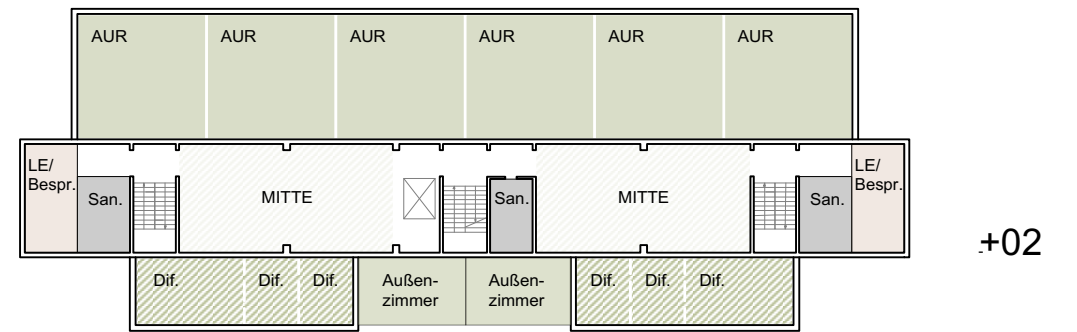 AUR AUR AUR AUR AUR AUR
LE/
Bespr.
San.
MITTE
San.
MITTE
San.
LE/
Bespr.
+02
Dif. Dif. Dif.
Außen-
zimmer
Außen-
zimmer
Dif. Dif. Dif.